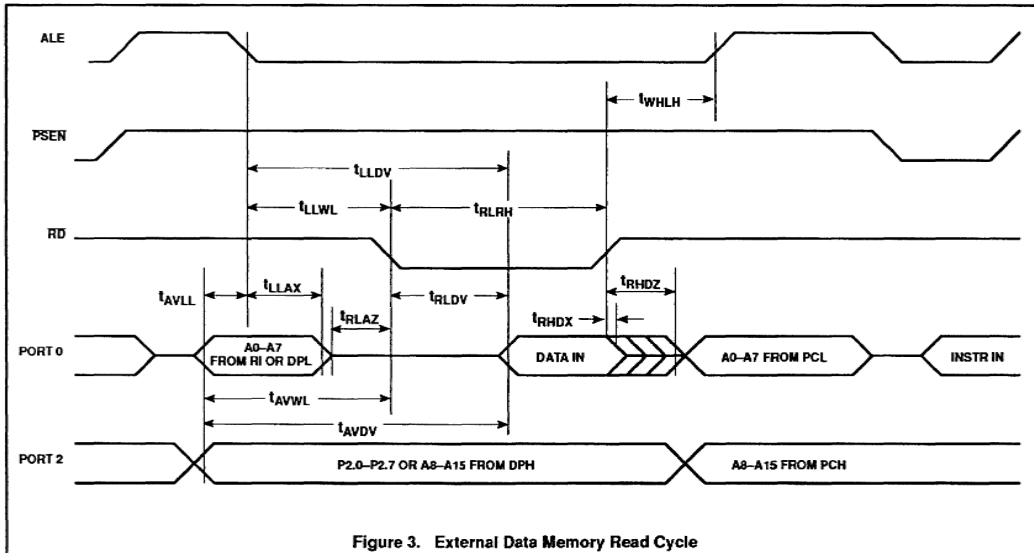 ALE
tWHLH
PSEN
tLLDV
tLLWL
tRLRH
RD
tAVLL
tLLAX
tRLDV
tRHDZ
tRLAZ
tRHDX
PORT 0
A0–A7
FROM RI OR DPL
DATA IN
A0–A7 FROM PCL
INSTR IN
tAVWL
tAVDV
PORT 2
P2.0–P2.7 OR A8–A15 FROM DPH
A8–A15 FROM PCH
Figure 3. External Data Memory Read Cycle